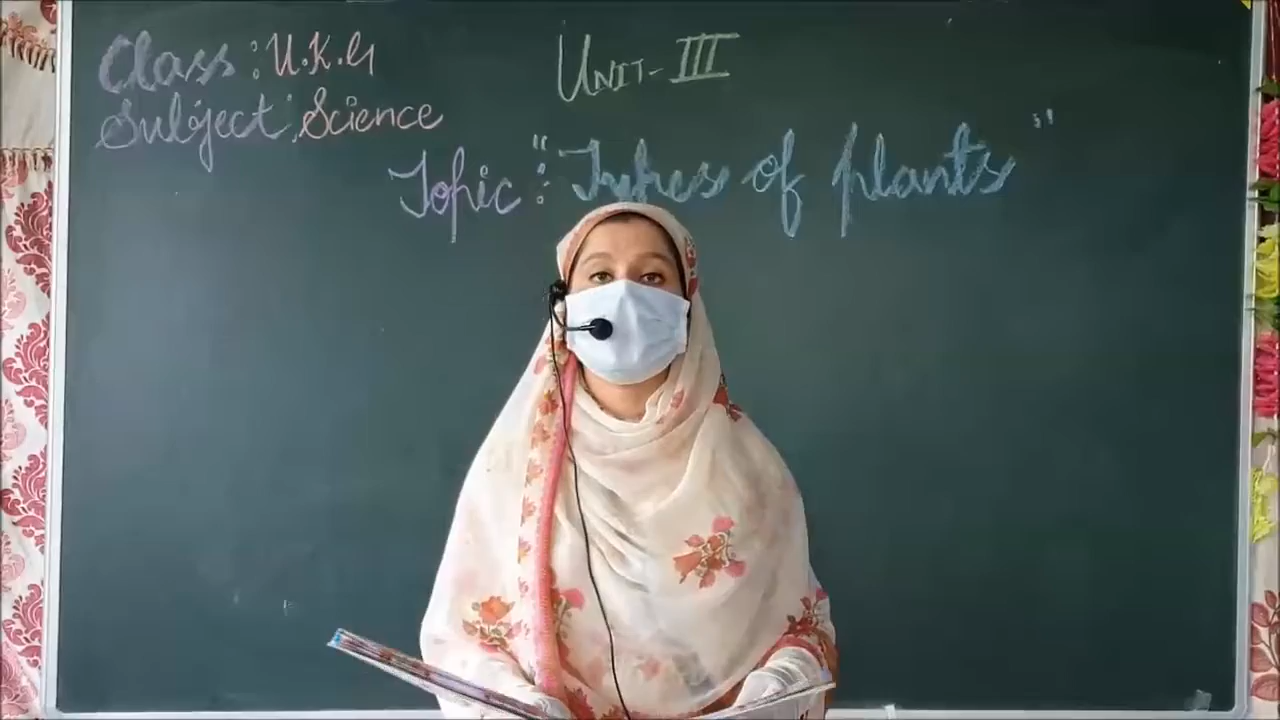 Class : U.K.G
Unit-III
Subject : Science
Topic : "Types of plants"